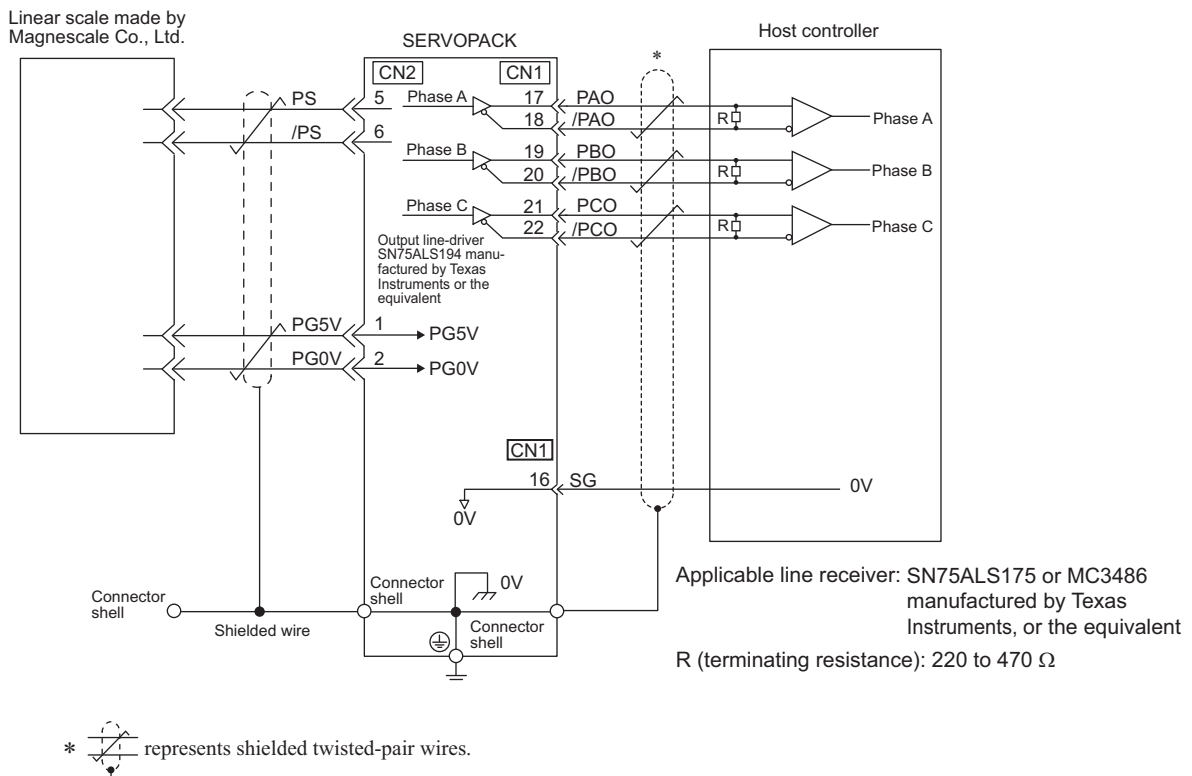 Linear scale made by
Magnescale Co., Ltd.
SERVOPACK
Host controller
*
CN2
CN1
PS
5
Phase A
17
PAO
R
Phase A
18
/PAO
/PS
6
Phase B
19
PBO
R
Phase B
20
/PBO
Phase C
21
PCO
R
Phase C
22
/PCO
Output line-driver
SN75ALS194 manu-
factured by Texas
Instruments or the
equivalent
PG5V
1
PG5V
PG0V
2
PG0V
CN1
16
SG
0V
0V
Applicable line receiver: SN75ALS175 or MC3486
manufactured by Texas
Instruments, or the equivalent
R (terminating resistance): 220 to 470 Ω
Connector
shell
Shielded wire
Connector
shell
0V
Connector
shell
* represents shielded twisted-pair wires.